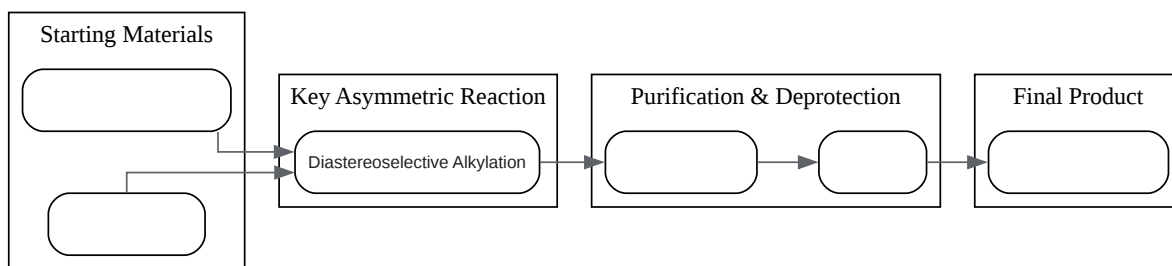 Starting Materials
Key Asymmetric Reaction
Diastereoselective Alkylation
Purification & Deprotection
Final Product